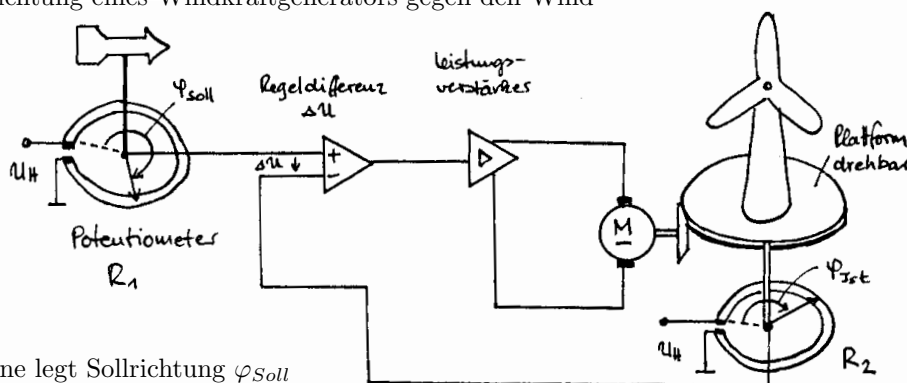 ichtung eines Windkraftgenerators gegen den Wind
φsoll
Regeldifferenz
ΔU
Leistungs-
verstärker
Plattform
drehbar
UH
+
ΔU ↓
−
M
Potentiometer
R1
φIst
UH
R2
ne legt Sollrichtung φSoll